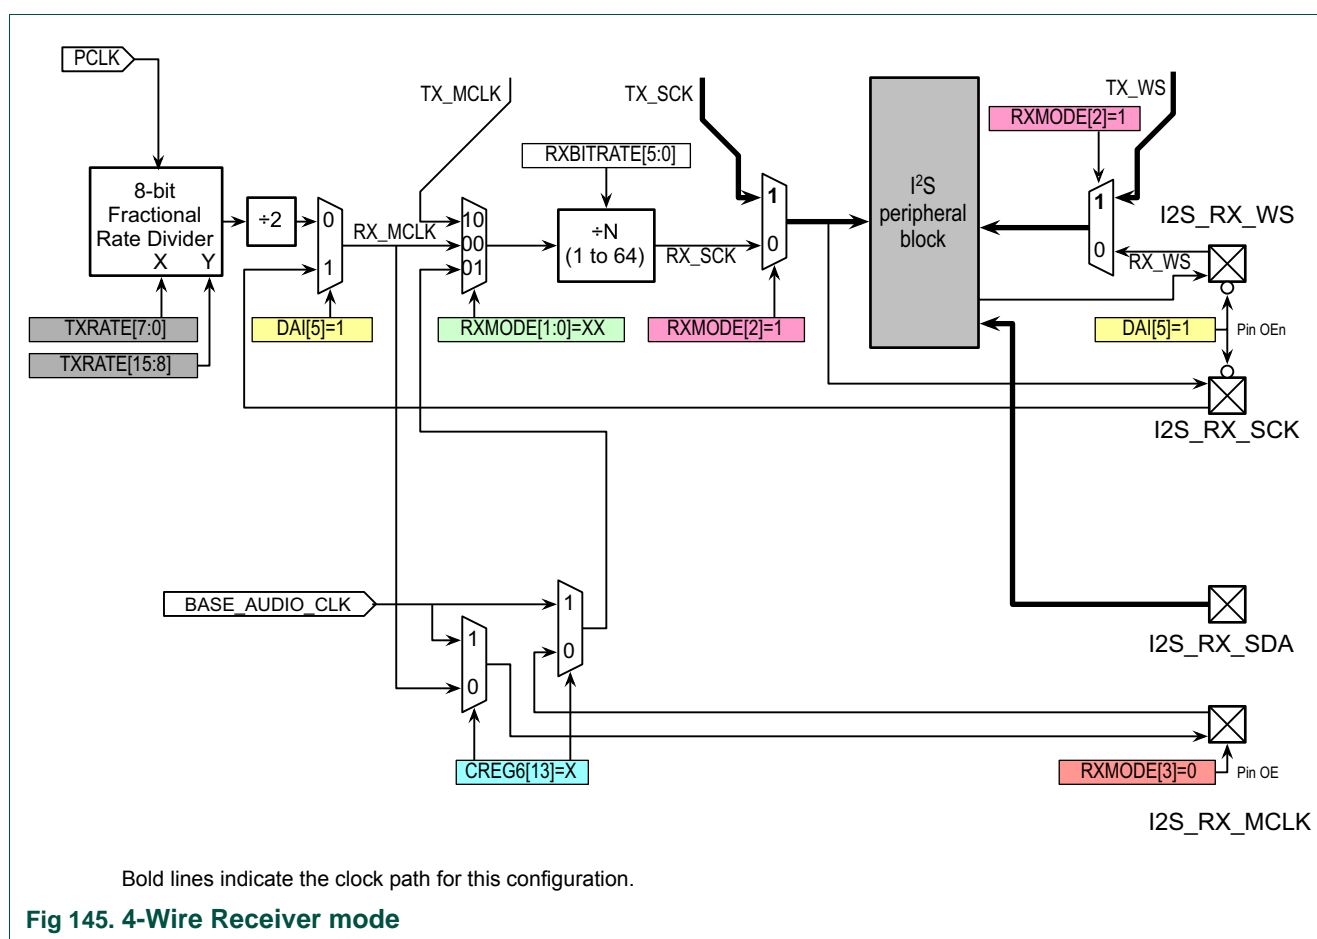 PCLK
TX_MCLK
TX_SCK
TX_WS
RXMODE[2]=1
RXBITRATE[5:0]
8-bit
Fractional
Rate Divider
X Y
÷2
0
1
RX_MCLK
10
00
01
÷N
(1 to 64)
RX_SCK
1
0
I²S
peripheral
block
1
0
I2S_RX_WS
RX_WS
TXRATE[7:0]
DAI[5]=1
RXMODE[1:0]=XX
RXMODE[2]=1
DAI[5]=1
Pin OEn
TXRATE[15:8]
I2S_RX_SCK
BASE_AUDIO_CLK
1
0
1
0
I2S_RX_SDA
CREG6[13]=X
RXMODE[3]=0
Pin OE
I2S_RX_MCLK
Bold lines indicate the clock path for this configuration.
Fig 145. 4-Wire Receiver mode